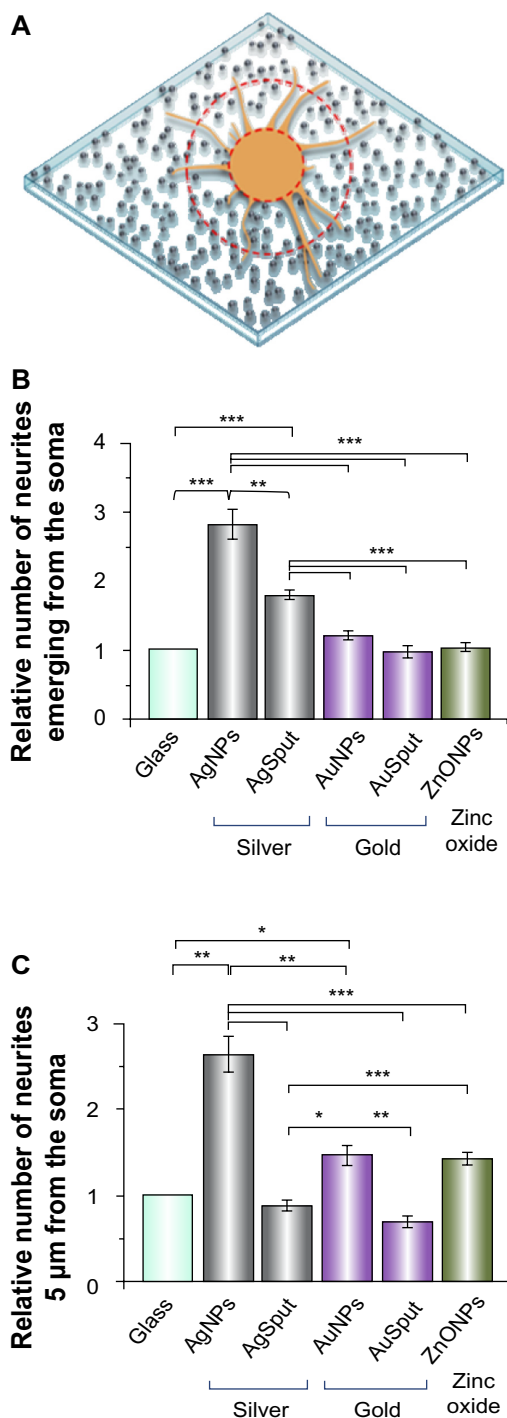 A
B
Relative number of neurites
emerging from the soma
4
3
2
1
0
***
***
***
**
***
Glass
AgNPs
AgSput
AuNPs
AuSput
ZnONPs
Silver
Gold
Zinc
oxide
C
Relative number of neurites
5 µm from the soma
3
2
1
0
*
**
**
***
***
*
**
Glass
AgNPs
AgSput
AuNPs
AuSput
ZnONPs
Silver
Gold
Zinc
oxide